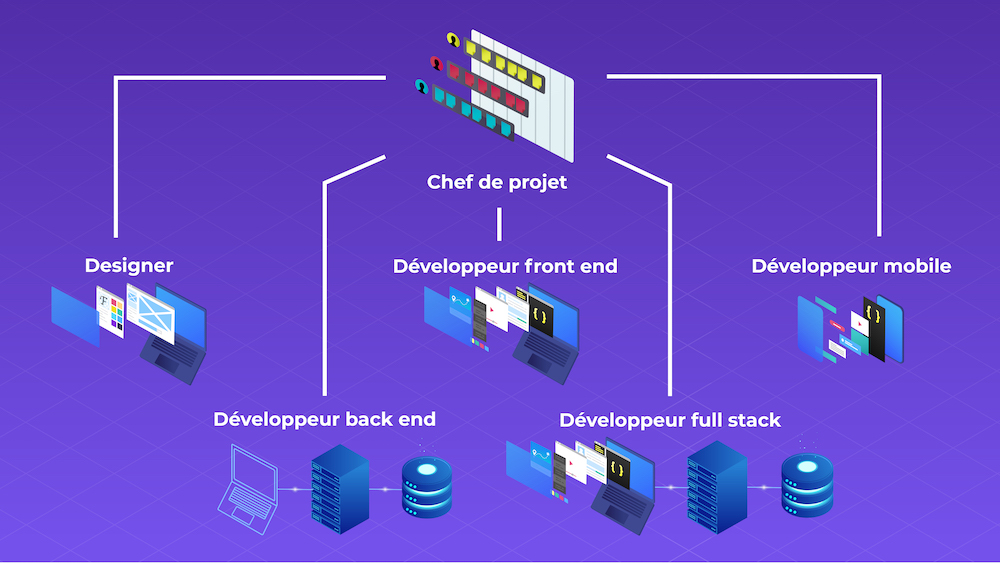 Chef de projet
Designer
Développeur front end
Développeur mobile
Développeur back end
Développeur full stack